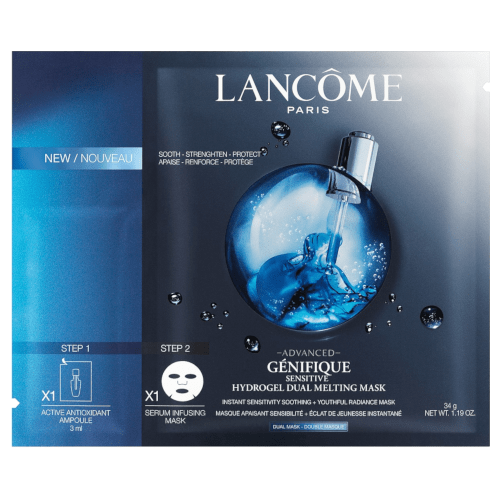 LANCÔME
PARIS
NEW / NOUVEAU
SOOTH - STRENGHTEN - PROTECT
APAISE - RENFORCE - PROTÈGE
STEP 1
X1
ACTIVE ANTIOXIDANT
AMPOULE
3 ml
STEP 2
X1
SERUM INFUSING
MASK
—ADVANCED—
GÉNIFIQUE
SENSITIVE
HYDROGEL DUAL MELTING MASK
INSTANT SENSITIVITY SOOTHING + YOUTHFUL RADIANCE MASK
MASQUE APAISANT SENSIBILITÉ + ÉCLAT DE JEUNESSE INSTANTANÉ
DUAL MASK - DOUBLE MASQUE
34 g
NET WT. 1.19 OZ.